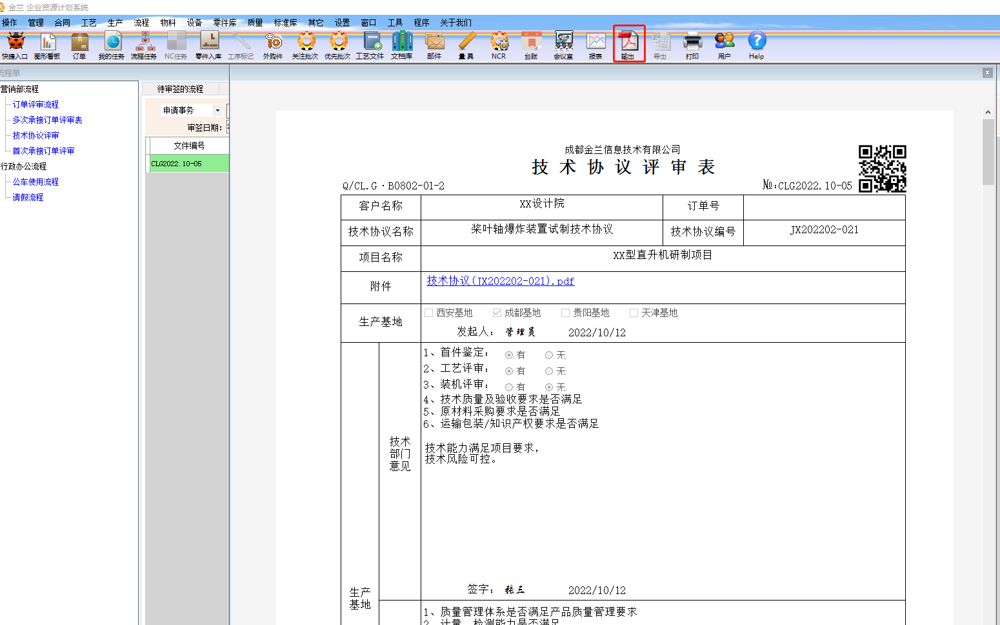 金兰 企业资源计划系统
操作 管理 合同 工艺 生产 流程 物料 设备 零件库 质量 标准库 其它 设置 窗口 工具 程序 关于我们
快捷入口 图形看板 订单 我的任务 流程任务 NC任务 零件入库 工序标记 外购件 关注批次 优先批次 工艺文件 文档库 邮件 量具 NCR 台账 会议室 报表 输出 导出 打印 用户 Help
流程单
营销部流程
订单评审流程
多次承接订单评审表
技术协议评审
首次承接订单评审
行政办公流程
公车使用流程
请假流程
待审签的流程
申请事务
审签日期:
文件编号
CLG2022.10-05
成都金兰信息技术有限公司
技术协议评审表
Q/CL.G·B0802-01-2 №:CLG2022.10-05
客户名称 XX设计院 订单号
技术协议名称 桨叶轴爆炸装置试制技术协议 技术协议编号 JX202202-021
项目名称 XX型直升机研制项目
附件 技术协议(JX202202-021).pdf
生产基地 西安基地 成都基地 贵阳基地 天津基地
发起人: 管理员 2022/10/12
1、首件鉴定: 有 无
2、工艺评审: 有 无
3、装机评审: 有 无
4、技术质量及验收要求是否满足
5、原材料采购要求是否满足
6、运输包装/知识产权要求是否满足
技术
部门
意见
技术能力满足项目要求,
技术风险可控。
签字: 张三 2022/10/12
生产
基地
1、质量管理体系是否满足产品质量管理要求
2、计量、检测能力是否满足